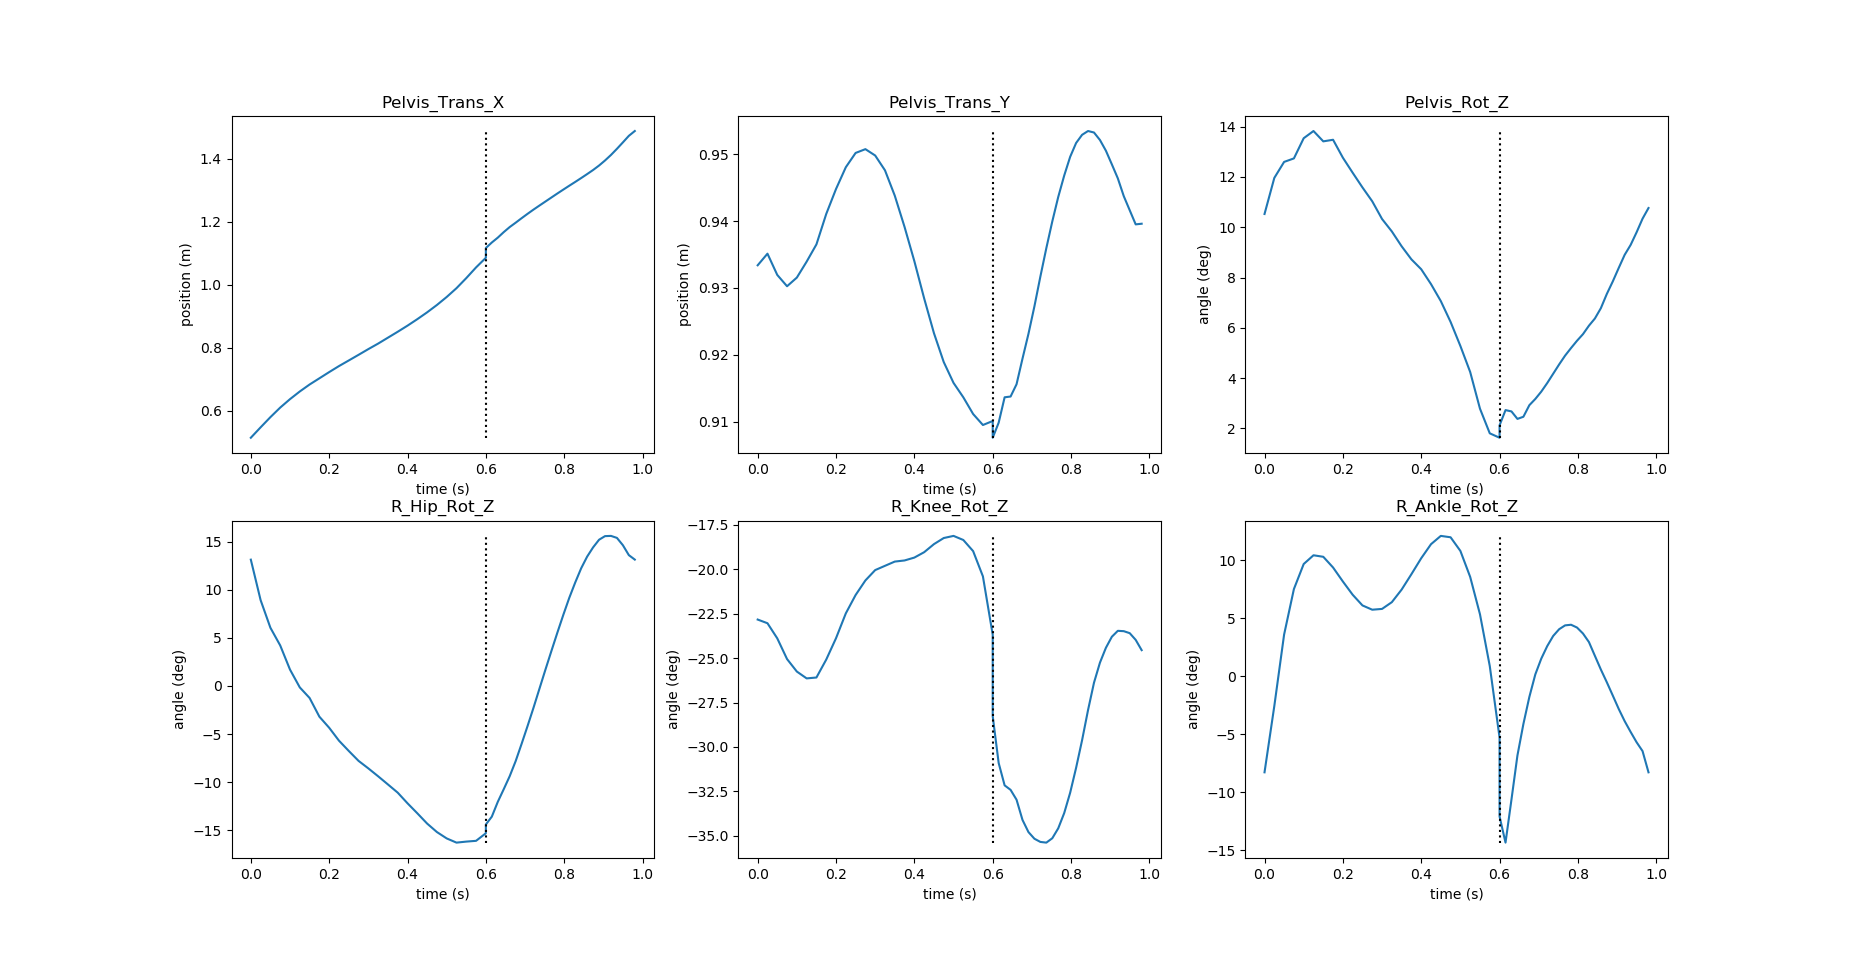 Pelvis_Trans_X
position (m)
1.4
1.2
1.0
0.8
0.6
0.0 0.2 0.4 0.6 0.8 1.0
time (s)
Pelvis_Trans_Y
position (m)
0.95
0.94
0.93
0.92
0.91
0.0 0.2 0.4 0.6 0.8 1.0
time (s)
Pelvis_Rot_Z
angle (deg)
14
12
10
8
6
4
2
0.0 0.2 0.4 0.6 0.8 1.0
time (s)
R_Hip_Rot_Z
angle (deg)
15
10
5
0
−5
−10
−15
0.0 0.2 0.4 0.6 0.8 1.0
time (s)
R_Knee_Rot_Z
angle (deg)
−17.5
−20.0
−22.5
−25.0
−27.5
−30.0
−32.5
−35.0
0.0 0.2 0.4 0.6 0.8 1.0
time (s)
R_Ankle_Rot_Z
angle (deg)
10
5
0
−5
−10
−15
0.0 0.2 0.4 0.6 0.8 1.0
time (s)